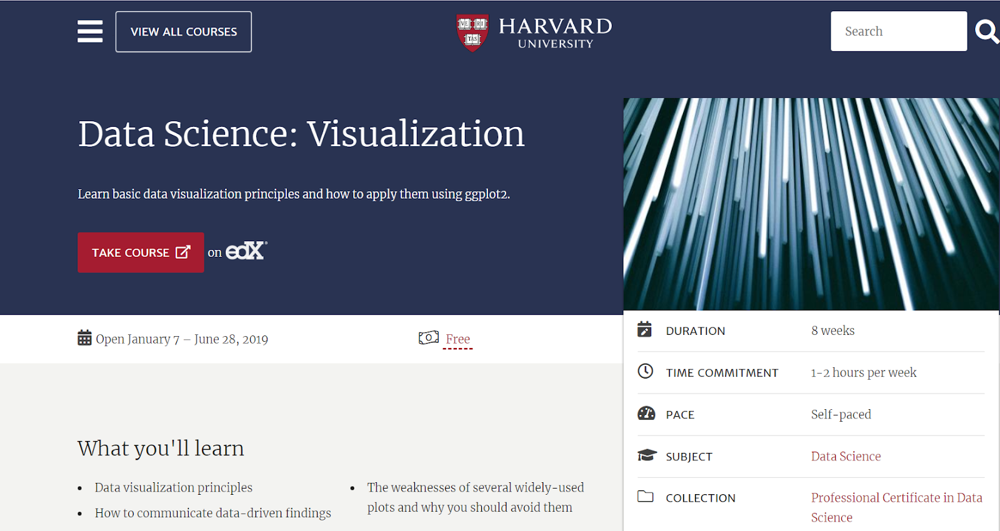 VIEW ALL COURSES
VE RI
TAS
HARVARD
UNIVERSITY
Search
Data Science: Visualization
Learn basic data visualization principles and how to apply them using ggplot2.
TAKE COURSE on edX®
Open January 7 – June 28, 2019
Free
DURATION 8 weeks
TIME COMMITMENT 1-2 hours per week
PACE Self-paced
SUBJECT Data Science
COLLECTION Professional Certificate in Data
Science
What you'll learn
• Data visualization principles
• How to communicate data-driven findings
• The weaknesses of several widely-used
plots and why you should avoid them